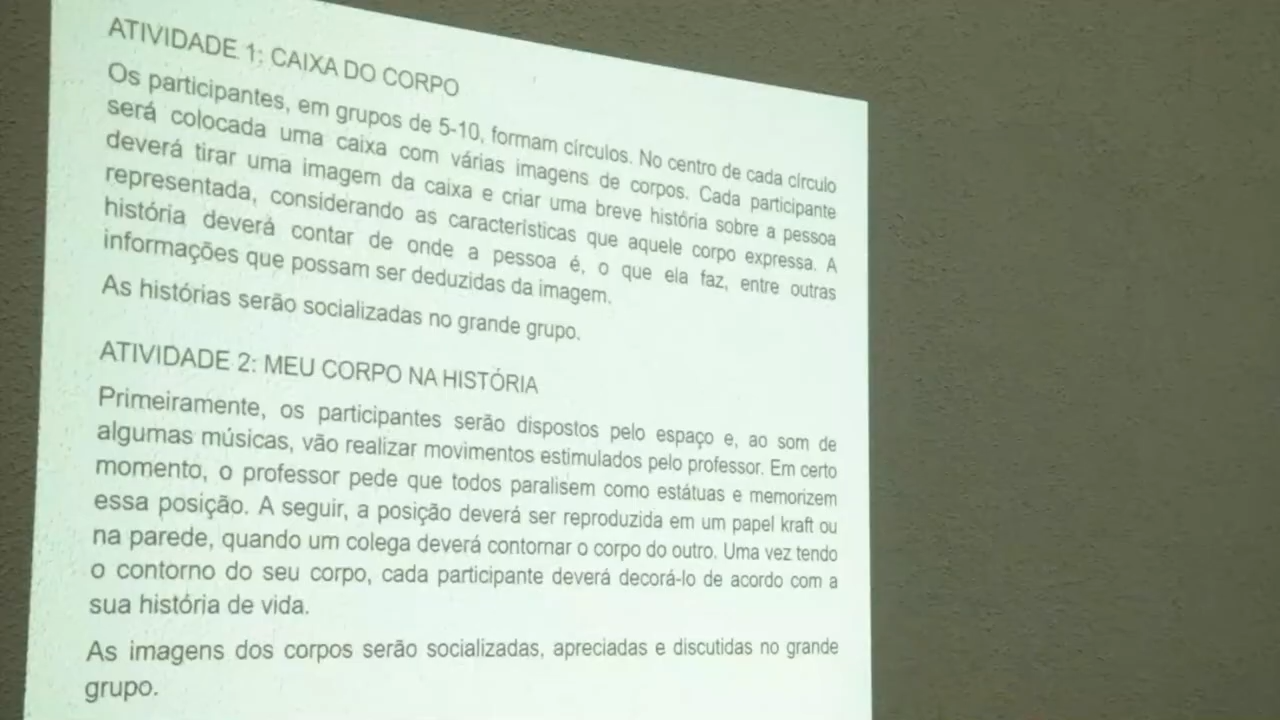 ATIVIDADE 1: CAIXA DO CORPO
Os participantes, em grupos de 5-10, formam círculos. No centro de cada círculo
será colocada uma caixa com várias imagens de corpos. Cada participante
deverá tirar uma imagem da caixa e criar uma breve história sobre a pessoa
representada, considerando as características que aquele corpo expressa. A
história deverá contar de onde a pessoa é, o que ela faz, entre outras
informações que possam ser deduzidas da imagem.
As histórias serão socializadas no grande grupo.
ATIVIDADE 2: MEU CORPO NA HISTÓRIA
Primeiramente, os participantes serão dispostos pelo espaço e, ao som de
algumas músicas, vão realizar movimentos estimulados pelo professor. Em certo
momento, o professor pede que todos paralisem como estátuas e memorizem
essa posição. A seguir, a posição deverá ser reproduzida em um papel kraft ou
na parede, quando um colega deverá contornar o corpo do outro. Uma vez tendo
o contorno do seu corpo, cada participante deverá decorá-lo de acordo com a
sua história de vida.
As imagens dos corpos serão socializadas, apreciadas e discutidas no grande
grupo.